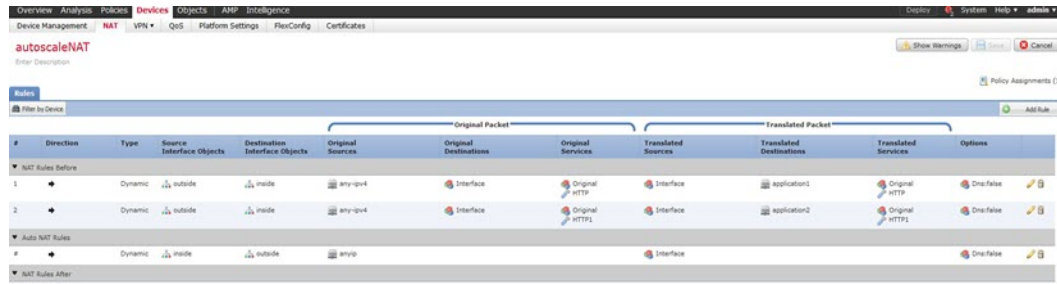 Overview Analysis Policies Devices Objects AMP Intelligence Deploy System Help ▾ admin ▾
Device Management NAT VPN ▾ QoS Platform Settings FlexConfig Certificates
autoscaleNAT Show Warnings Save Cancel
Enter Description
Policy Assignments (
Rules
Filter by Device Add Rule
Original Packet Translated Packet
# Direction Type Source Interface Objects Destination Interface Objects Original Sources Original Destinations Original Services Translated Sources Translated Destinations Translated Services Options
▼ NAT Rules Before
1 Dynamic outside inside any-ipv4 Interface Original HTTP Interface application1 Original HTTP Dns:false
2 Dynamic outside inside any-ipv4 Interface Original HTTP1 Interface application2 Original HTTP1 Dns:false
▼ Auto NAT Rules
# Dynamic inside outside anyip Interface Dns:false
▼ NAT Rules After